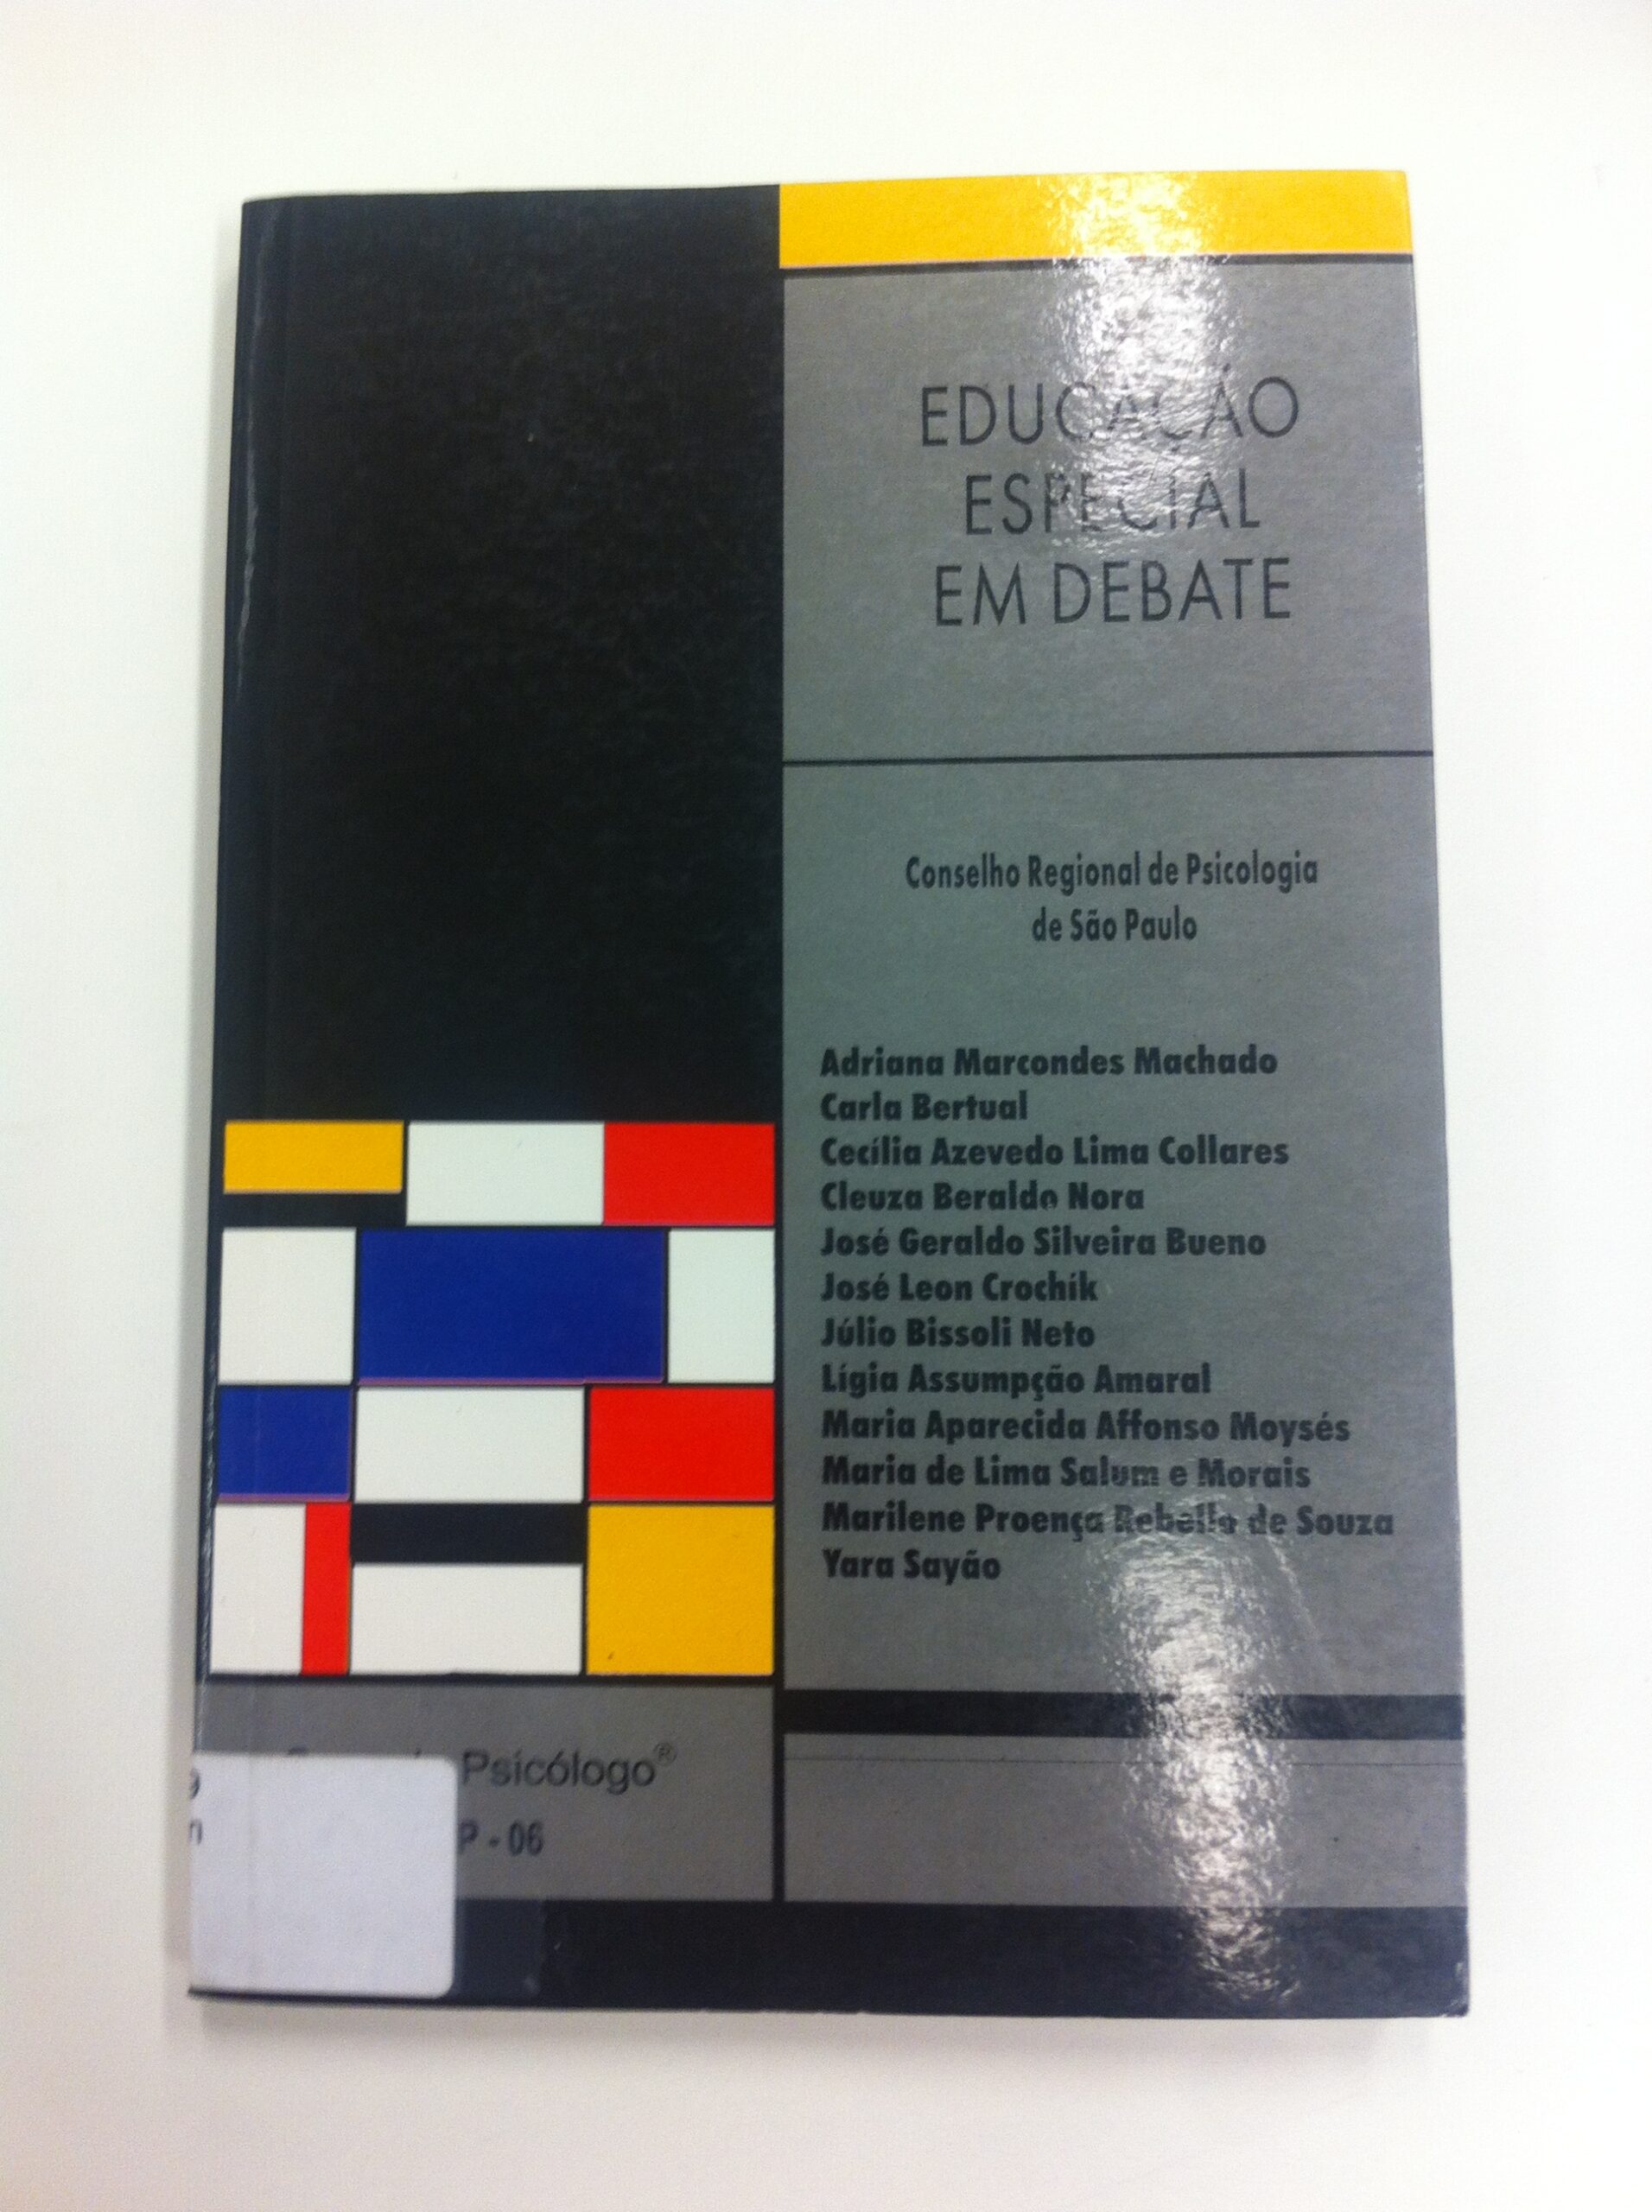 EDUCAÇÃO
ESPECIAL
EM DEBATE
Conselho Regional de Psicologia
de São Paulo
Adriana Marcondes Machado
Carla Bertual
Cecília Azevedo Lima Collares
Cleuza Beraldo Nora
José Geraldo Silveira Bueno
José Leon Crochík
Júlio Bissoli Neto
Lígia Assumpção Amaral
Maria Aparecida Affonso Moysés
Maria de Lima Salum e Morais
Marilene Proença Rebello de Souza
Yara Sayão
Psicólogo®
P - 06